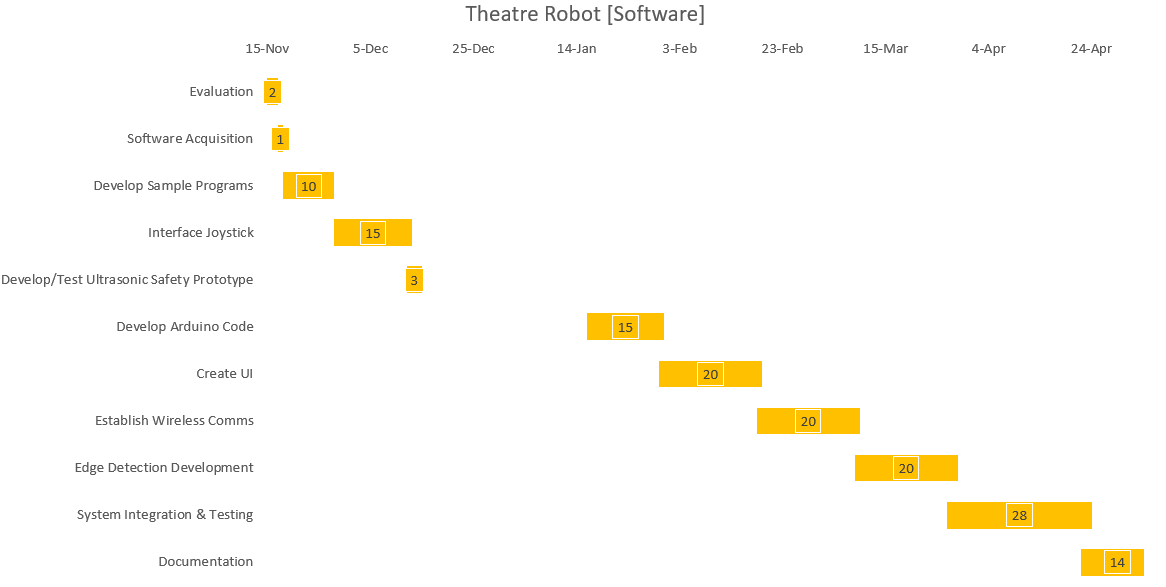 Theatre Robot [Software]
15-Nov 5-Dec 25-Dec 14-Jan 3-Feb 23-Feb 15-Mar 4-Apr 24-Apr
Evaluation 2
Software Acquisition 1
Develop Sample Programs 10
Interface Joystick 15
Develop/Test Ultrasonic Safety Prototype 3
Develop Arduino Code 15
Create UI 20
Establish Wireless Comms 20
Edge Detection Development 20
System Integration & Testing 28
Documentation 14